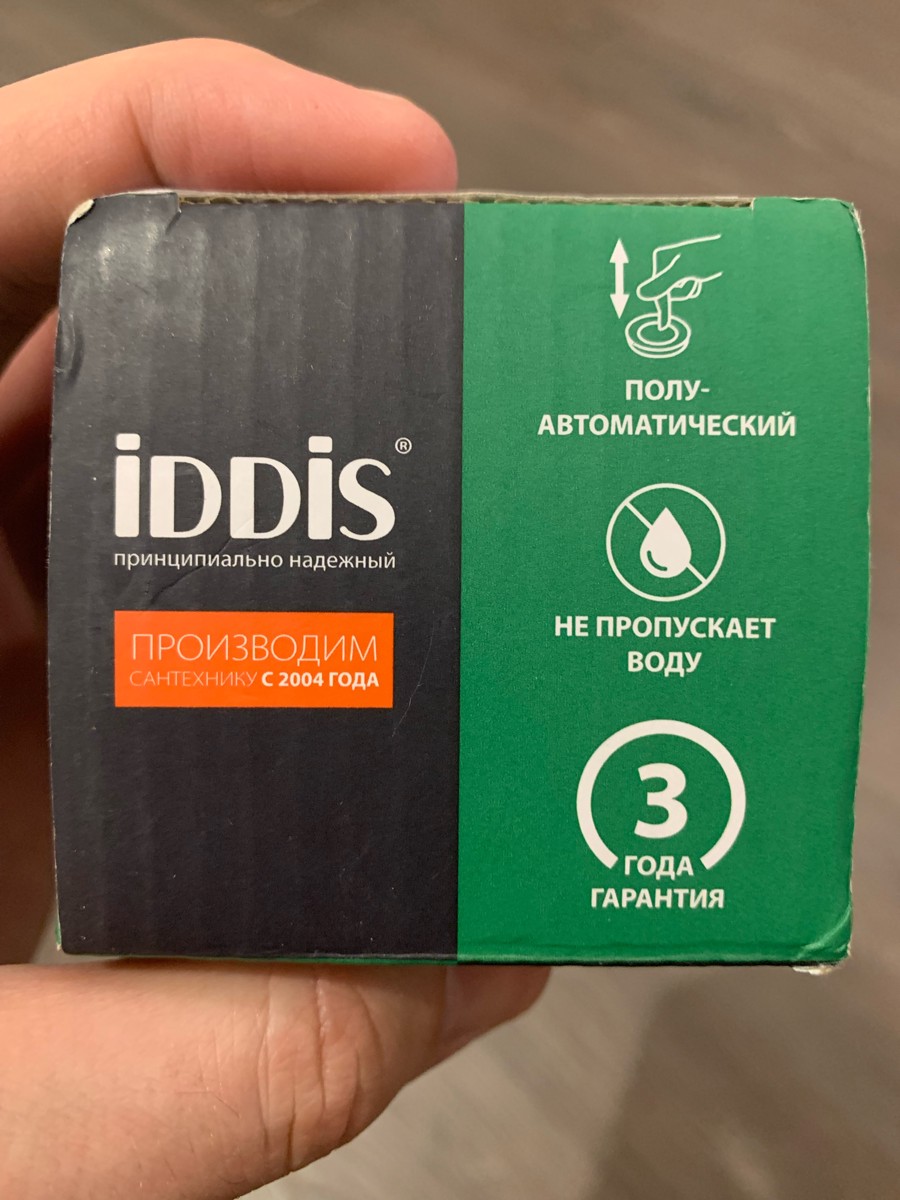 iDDiS®
принципиально надежный
ПРОИЗВОДИМ
САНТЕХНИКУ С 2004 ГОДА
ПОЛУ-
АВТОМАТИЧЕСКИЙ
НЕ ПРОПУСКАЕТ
ВОДУ
3
ГОДА
ГАРАНТИЯ